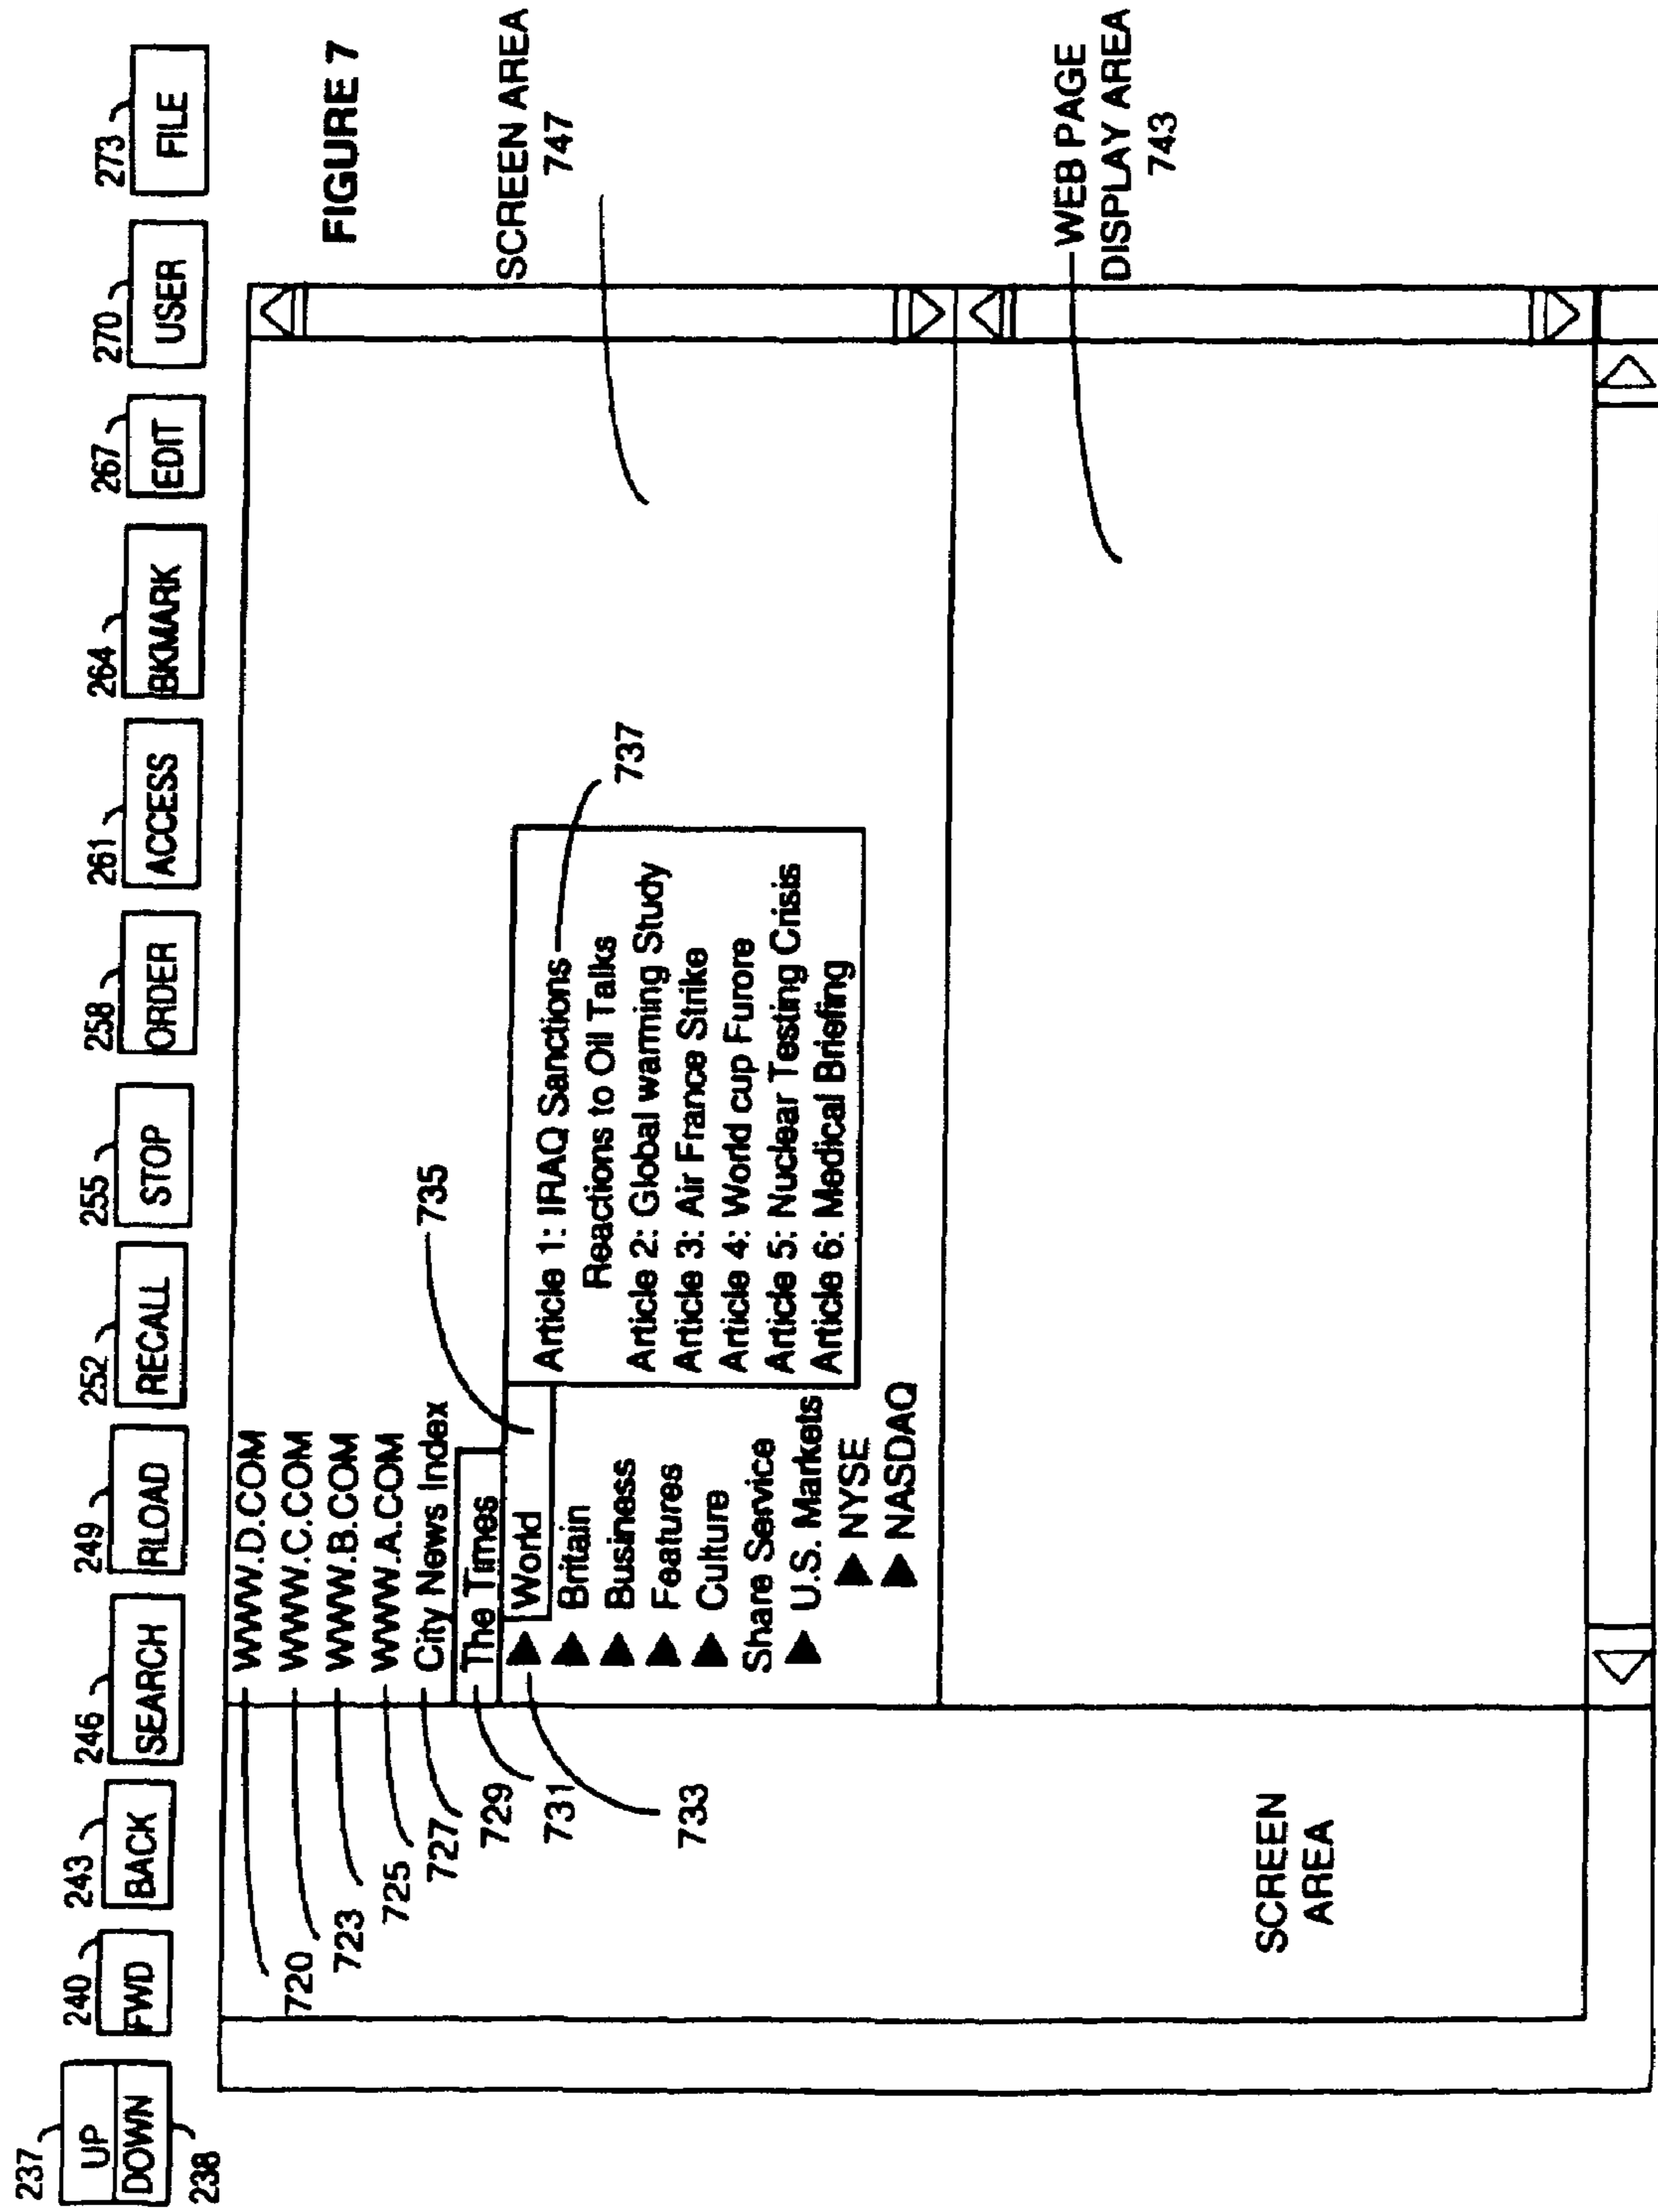 237
UP
DOWN
238
240
FWD
243
BACK
246
SEARCH
249
RLOAD
252
RECALL
255
STOP
258
ORDER
261
ACCESS
264
BKMARK
267
EDIT
270
USER
273
FILE
FIGURE 7
WWW.D.COM
WWW.C.COM
WWW.B.COM
WWW.A.COM
City News Index
The Times
World
Britain
Business
Features
Culture
Share Service
U.S. Markets
NYSE
NASDAQ
735
Article 1: IRAQ Sanctions
Reactions to Oil Talks
Article 2: Global warming Study
Article 3: Air France Strike
Article 4: World cup Furore
Article 5: Nuclear Testing Crisis
Article 6: Medical Briefing
737
720
723
725
727
729
731
733
SCREEN AREA
747
WEB PAGE
DISPLAY AREA
743
SCREEN
AREA